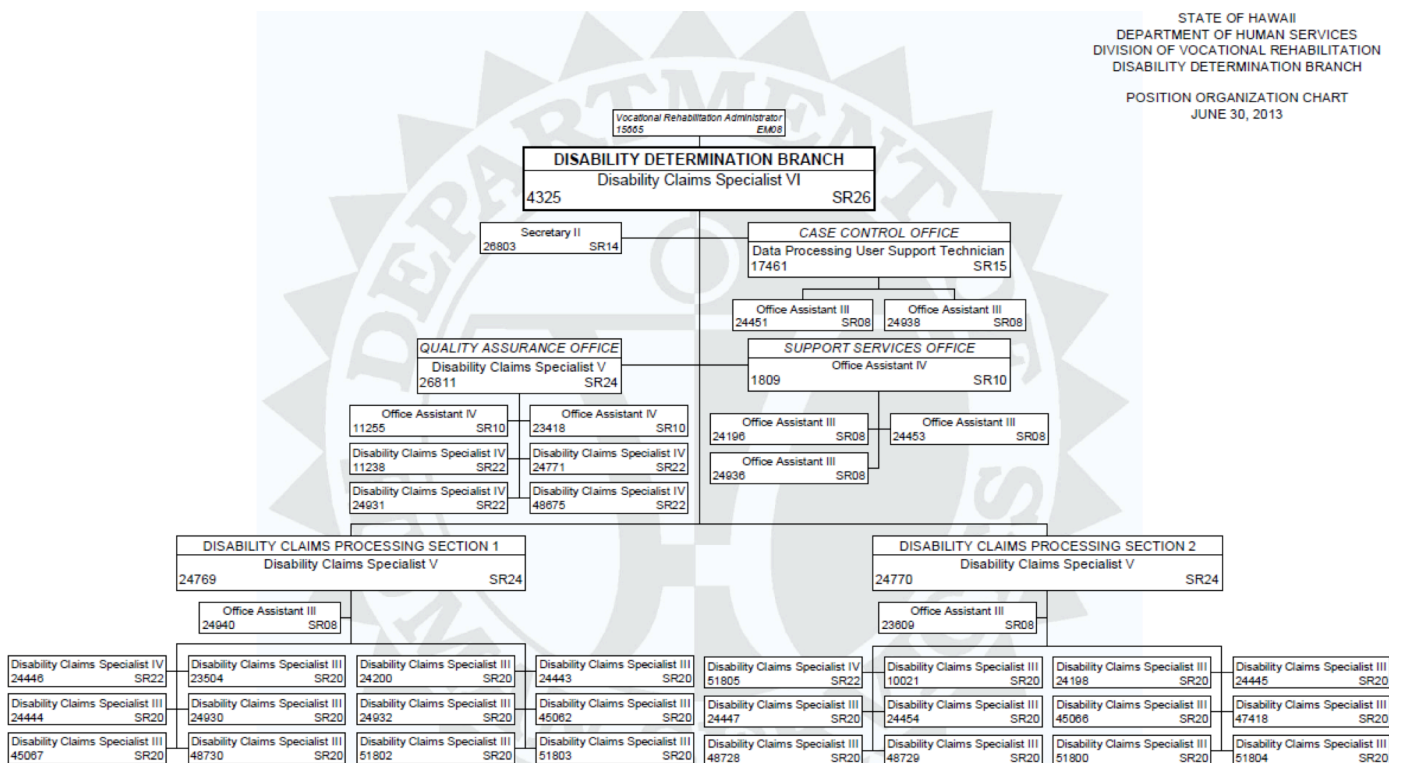 STATE OF HAWAII
DEPARTMENT OF HUMAN SERVICES
DIVISION OF VOCATIONAL REHABILITATION
DISABILITY DETERMINATION BRANCH
POSITION ORGANIZATION CHART
JUNE 30, 2013
Vocational Rehabilitation Administrator
15665 EM08
DISABILITY DETERMINATION BRANCH
Disability Claims Specialist VI
4325 SR26
Secretary II
26803 SR14
CASE CONTROL OFFICE
Data Processing User Support Technician
17461 SR15
Office Assistant III
24451 SR08
Office Assistant III
24938 SR08
QUALITY ASSURANCE OFFICE
Disability Claims Specialist V
26811 SR24
SUPPORT SERVICES OFFICE
Office Assistant IV
1809 SR10
Office Assistant IV
11255 SR10
Office Assistant IV
23418 SR10
Disability Claims Specialist IV
11238 SR22
Disability Claims Specialist IV
24771 SR22
Disability Claims Specialist IV
24931 SR22
Disability Claims Specialist IV
48675 SR22
Office Assistant III
24196 SR08
Office Assistant III
24453 SR08
Office Assistant III
24936 SR08
DISABILITY CLAIMS PROCESSING SECTION 1
Disability Claims Specialist V
24769 SR24
Office Assistant III
24940 SR08
Disability Claims Specialist IV
24446 SR22
Disability Claims Specialist III
23504 SR20
Disability Claims Specialist III
24200 SR20
Disability Claims Specialist III
24443 SR20
Disability Claims Specialist III
24444 SR20
Disability Claims Specialist III
24930 SR20
Disability Claims Specialist III
24932 SR20
Disability Claims Specialist III
45062 SR20
Disability Claims Specialist III
45067 SR20
Disability Claims Specialist III
48730 SR20
Disability Claims Specialist III
51802 SR20
Disability Claims Specialist III
51803 SR20
DISABILITY CLAIMS PROCESSING SECTION 2
Disability Claims Specialist V
24770 SR24
Office Assistant III
23609 SR08
Disability Claims Specialist IV
51805 SR22
Disability Claims Specialist III
10021 SR20
Disability Claims Specialist III
24198 SR20
Disability Claims Specialist III
24445 SR20
Disability Claims Specialist III
24447 SR20
Disability Claims Specialist III
24454 SR20
Disability Claims Specialist III
45066 SR20
Disability Claims Specialist III
47418 SR20
Disability Claims Specialist III
48728 SR20
Disability Claims Specialist III
48729 SR20
Disability Claims Specialist III
51800 SR20
Disability Claims Specialist III
51804 SR20
DEPARTMENT OF